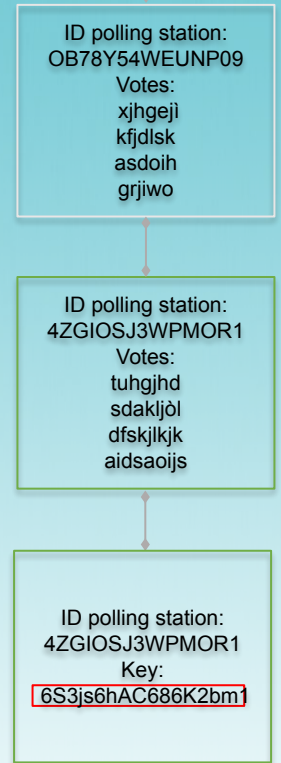 ID polling station:
OB78Y54WEUNP09
Votes:
xjhgejì
kfjdlsk
asdoih
grjiwo
ID polling station:
4ZGIOSJ3WPMOR1
Votes:
tuhgjhd
sdakljòl
dfskjlkjk
aidsaoijs
ID polling station:
4ZGIOSJ3WPMOR1
Key:
6S3js6hAC686K2bm1